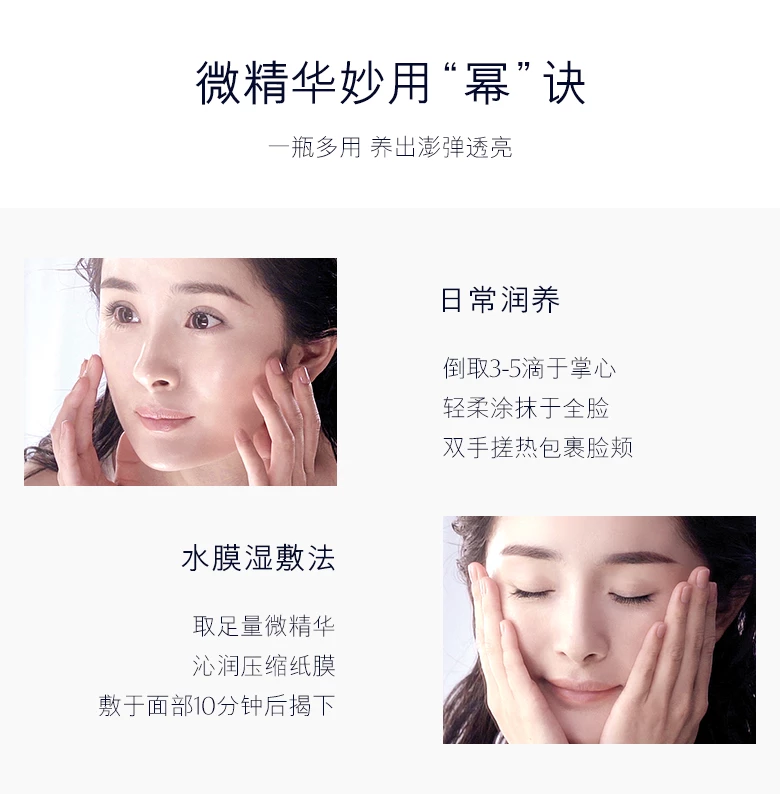 微精华妙用“幂”诀
一瓶多用 养出澎弹透亮
日常润养
倒取3-5滴于掌心
轻柔涂抹于全脸
双手搓热包裹脸颊
水膜湿敷法
取足量微精华
沁润压缩纸膜
敷于面部10分钟后揭下